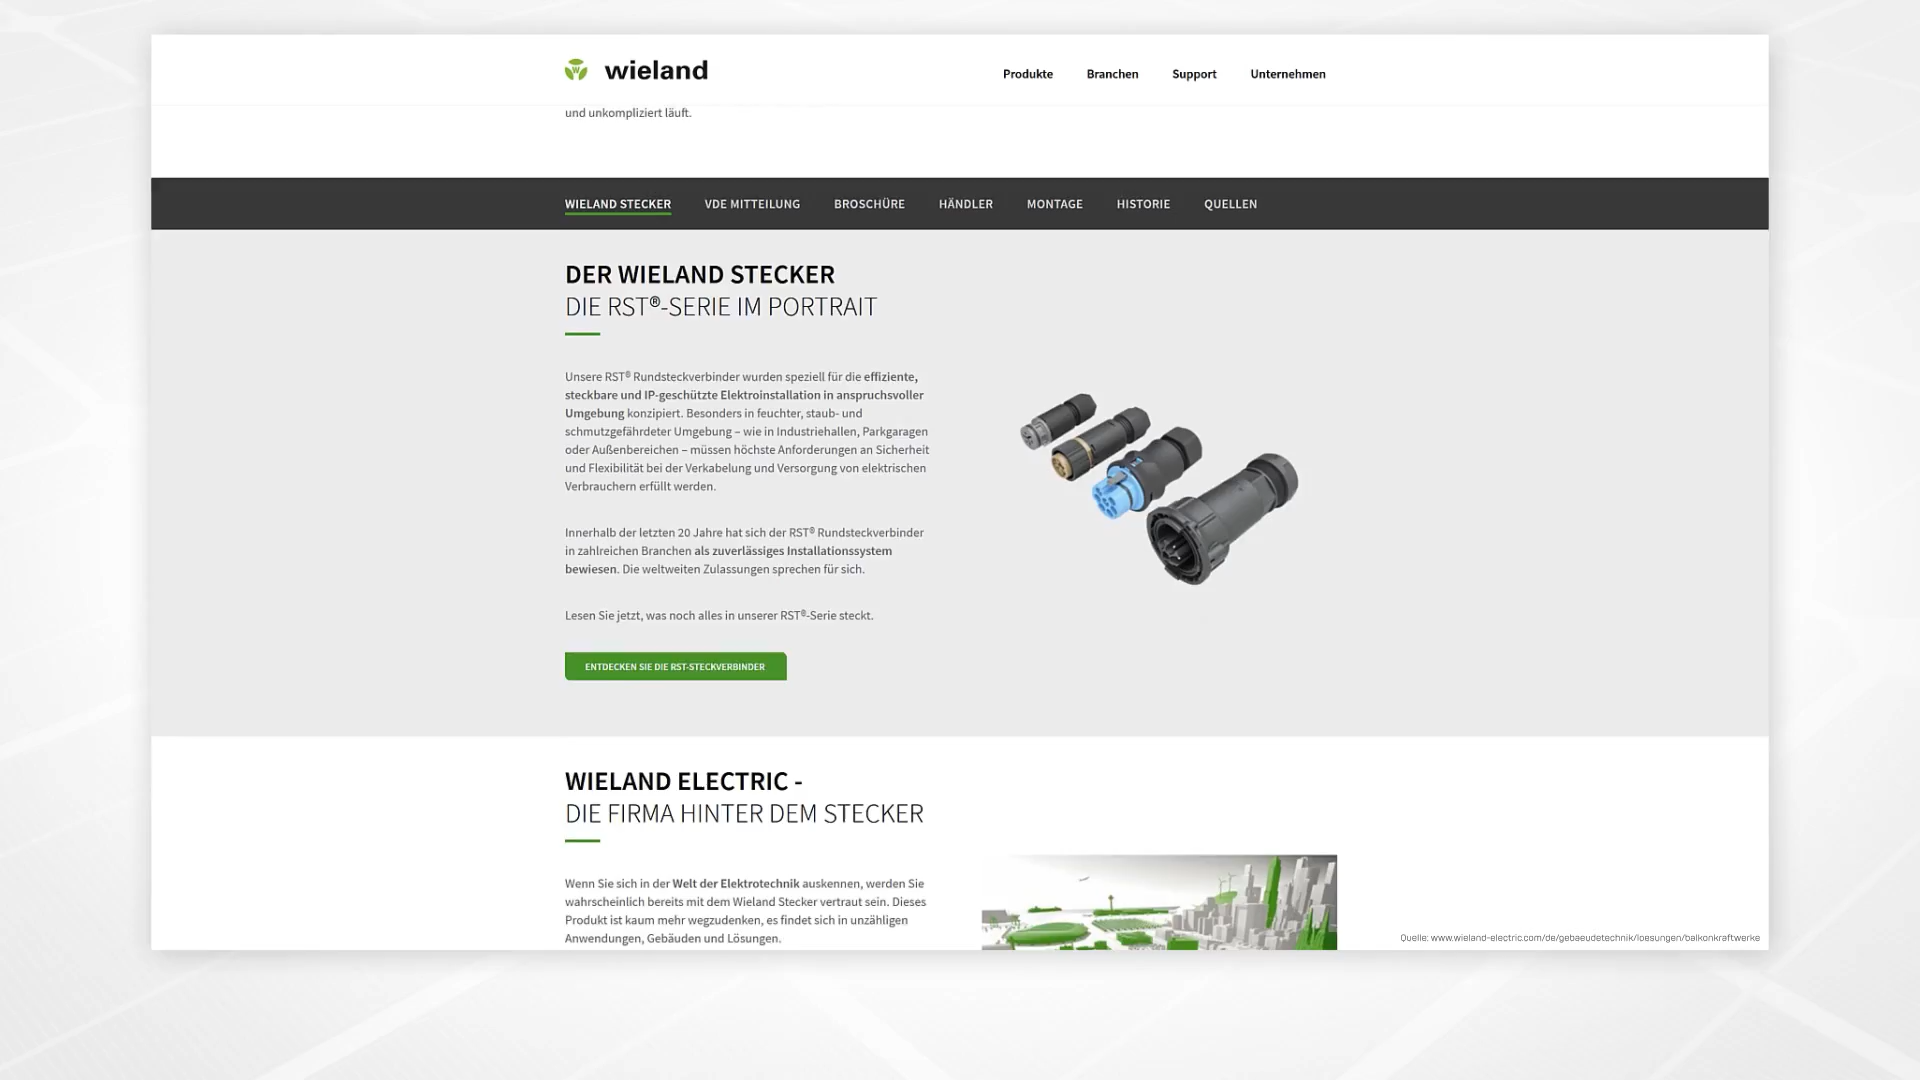 wieland
Produkte Branchen Support Unternehmen
und unkompliziert läuft.
WIELAND STECKER VDE MITTEILUNG BROSCHÜRE HÄNDLER MONTAGE HISTORIE QUELLEN
DER WIELAND STECKER
DIE RST®-SERIE IM PORTRAIT
Unsere RST® Rundsteckverbinder wurden speziell für die effiziente,
steckbare und IP-geschützte Elektroinstallation in anspruchsvoller
Umgebung konzipiert. Besonders in feuchter, staub- und
schmutzgefährdeter Umgebung – wie in Industriehallen, Parkgaragen
oder Außenbereichen – müssen höchste Anforderungen an Sicherheit
und Flexibilität bei der Verkabelung und Versorgung von elektrischen
Verbrauchern erfüllt werden.
Innerhalb der letzten 20 Jahre hat sich der RST® Rundsteckverbinder
in zahlreichen Branchen als zuverlässiges Installationssystem
bewiesen. Die weltweiten Zulassungen sprechen für sich.
Lesen Sie jetzt, was noch alles in unserer RST®-Serie steckt.
ENTDECKEN SIE DIE RST-STECKVERBINDER
WIELAND ELECTRIC -
DIE FIRMA HINTER DEM STECKER
Wenn Sie sich in der Welt der Elektrotechnik auskennen, werden Sie
wahrscheinlich bereits mit dem Wieland Stecker vertraut sein. Dieses
Produkt ist kaum mehr wegzudenken, es findet sich in unzähligen
Anwendungen, Gebäuden und Lösungen.
Quelle: www.wieland-electric.com/de/gebaeudetechnik/loesungen/balkonkraftwerke